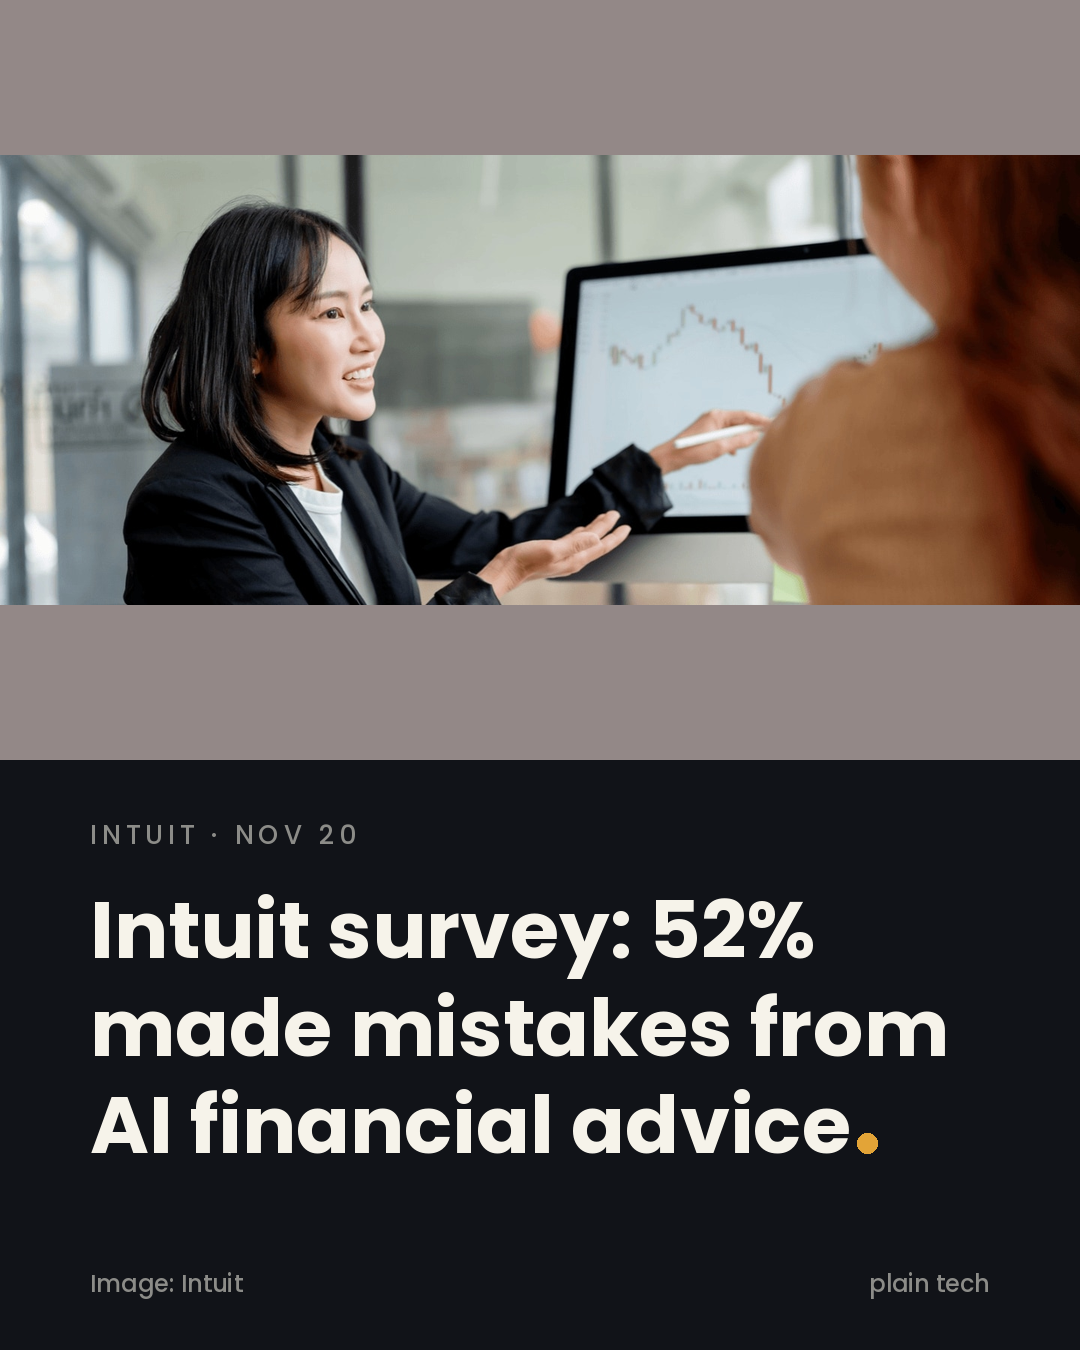 INTUIT · NOV 20
Intuit survey: 52%
made mistakes from
AI financial advice.
Image: Intuit
plain tech